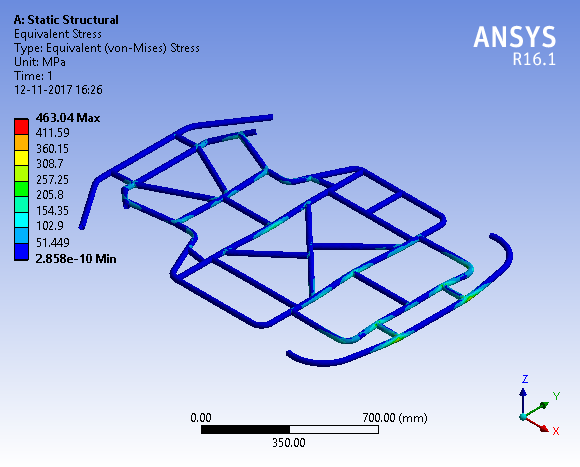 A: Static Structural
Equivalent Stress
Type: Equivalent (von-Mises) Stress
Unit: MPa
Time: 1
12-11-2017 16:26
ANSYS
R16.1
463.04 Max
411.59
360.15
308.7
257.25
205.8
154.35
102.9
51.449
2.858e-10 Min
0.00
700.00 (mm)
350.00
Z
Y
X